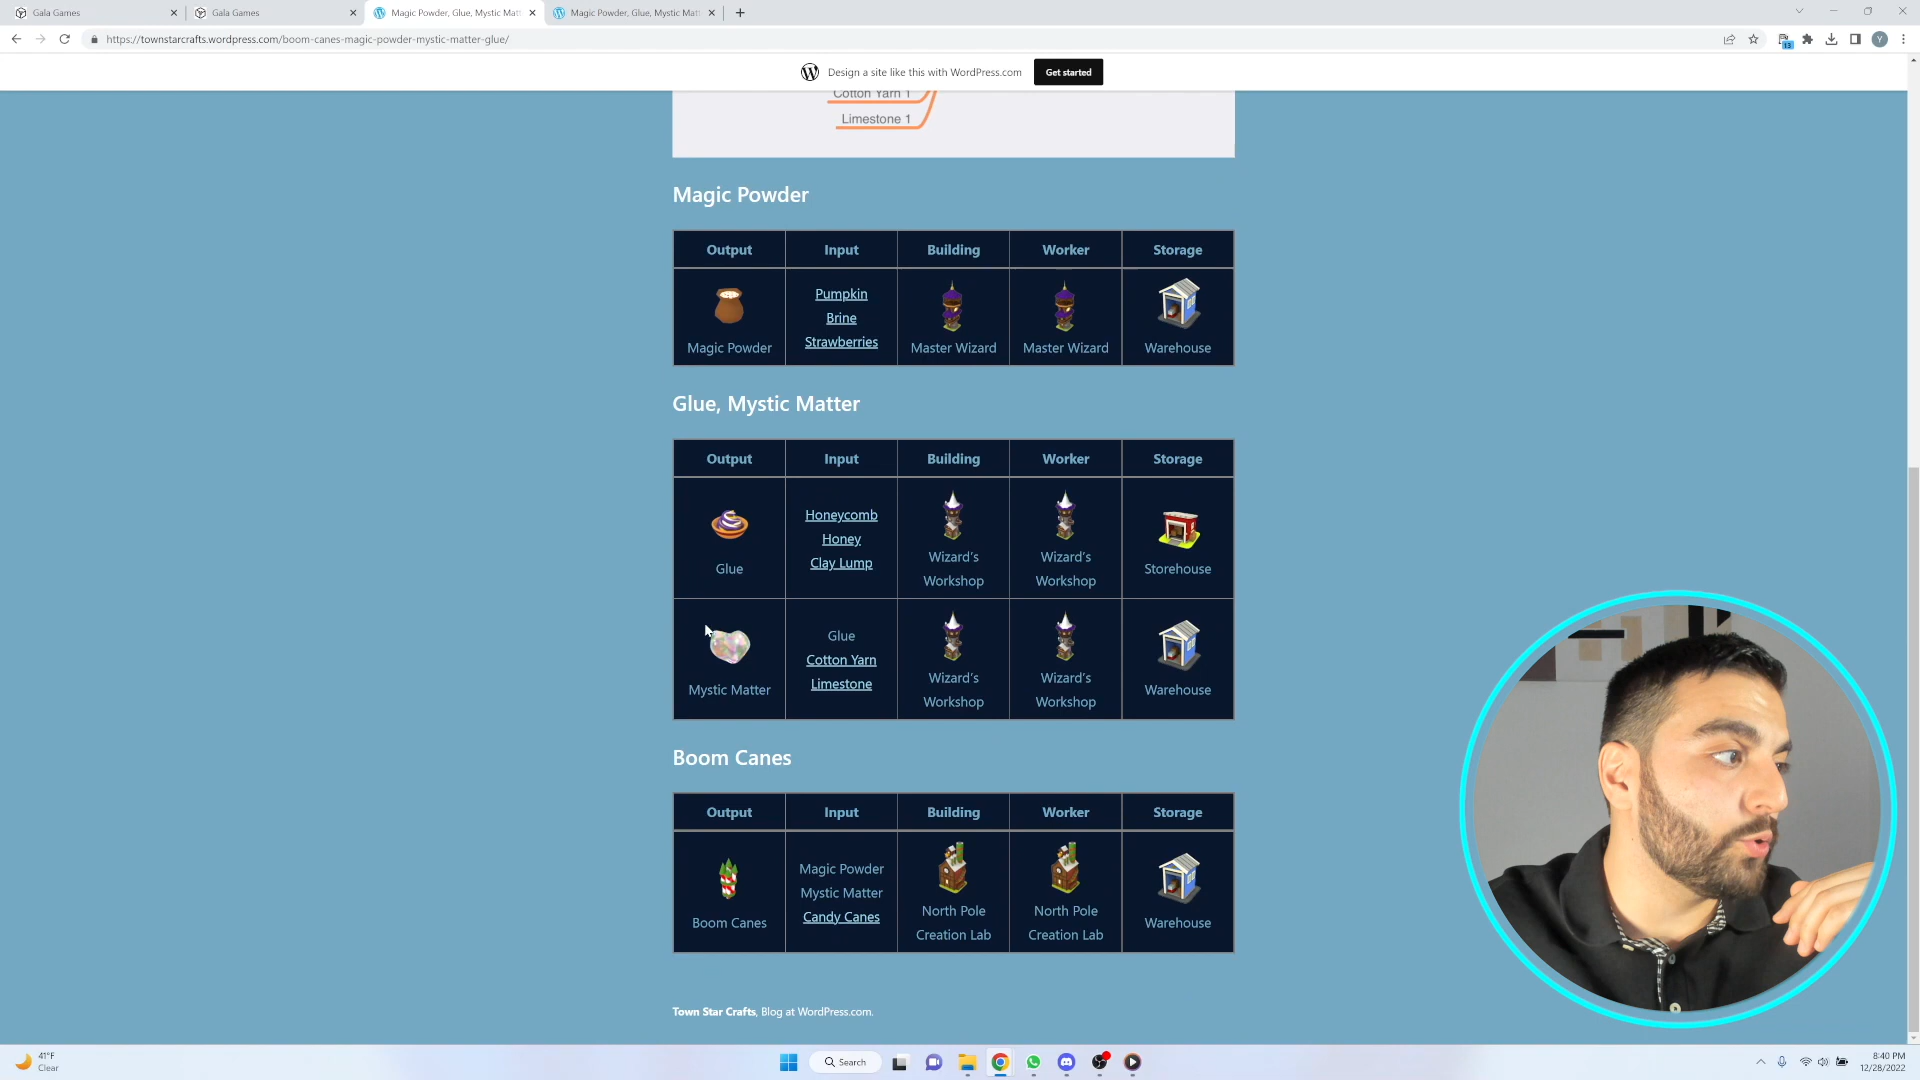 Gala Games
Gala Games
Magic Powder, Glue, Mystic Matt
Magic Powder, Glue, Mystic Matt
https://townstarcrafts.wordpress.com/boom-canes-magic-powder-mystic-matter-glue/
13
Y
Design a site like this with WordPress.com
Get started
Cotton Yarn 1
Limestone 1
Magic Powder
Output Input Building Worker Storage
Magic Powder
Pumpkin
Brine
Strawberries
Master Wizard
Master Wizard
Warehouse
Glue, Mystic Matter
Output Input Building Worker Storage
Glue
Honeycomb
Honey
Clay Lump
Wizard’s
Workshop
Wizard’s
Workshop
Storehouse
Mystic Matter
Glue
Cotton Yarn
Limestone
Wizard’s
Workshop
Wizard’s
Workshop
Warehouse
Boom Canes
Output Input Building Worker Storage
Boom Canes
Magic Powder
Mystic Matter
Candy Canes
North Pole
Creation Lab
North Pole
Creation Lab
Warehouse
Town Star Crafts, Blog at WordPress.com.
41°F
Clear
Search
8:40 PM
12/28/2022